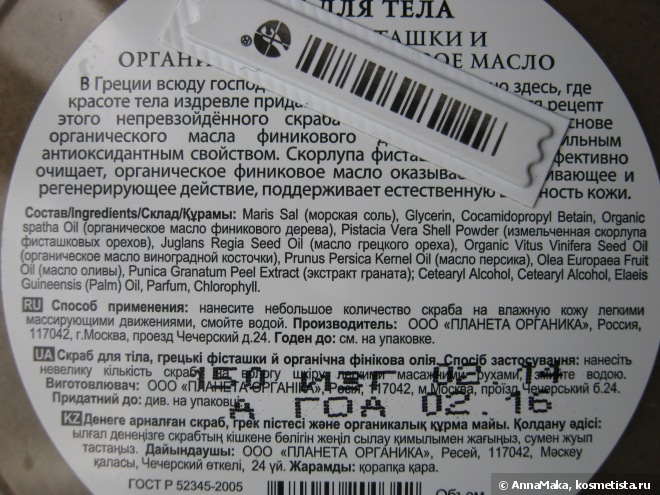 ДЛЯ ТЕЛА
ТАШКИ И
ОРГАНИ ОЕ МАСЛО
В Греции всюду господ здесь, где
красоте тела издревле прида рецепт
этого непревзойдённого скраба основе
органического масла финикового
антиоксидантным свойством. Скорлупа
очищает, органическое финиковое масло оказывает
регенерирующее действие, поддерживает естественную кожи.
Состав/Ingredients/Склад/Құрамы: Maris Sal (морская соль), Glycerin, Cocamidopropyl Betain, Organic
spatha Oil (органическое масло финикового дерева), Pistacia Vera Shell Powder (измельченная скорлупа
фисташковых орехов), Juglans Regia Seed Oil (масло грецкого ореха), Organic Vitus Vinifera Seed Oil
(органическое масло виноградной косточки), Prunus Persica Kernel Oil (масло персика), Olea Europaea Fruit
Oil (масло оливы), Punica Granatum Peel Extract (экстракт граната); Cetearyl Alcohol, Cetearyl Alcohol, Elaeis
Guineensis (Palm) Oil, Parfum, Chlorophyll.
RU Способ применения: нанесите небольшое количество скраба на влажную кожу легкими
массирующими движениями, смойте водой. Производитель: ООО «ПЛАНЕТА ОРГАНИКА», Россия,
117042, г.Москва, проезд Чечерский д.24. Годен до: см. на упаковке.
UA Скраб для тіла, грецькі фісташки й органічна фінікова олія. Спосіб застосування: нанесіть
невелику кількість скраб на вологу шкіру легкими масажними рухами, змийте водою.
Виготовлювач: ООО «ПЛАНЕТА ОРГАНІКА», Росія, 117042, м.Москва, проїзд Чечерський б.24.
Придатний до: див. на упаковці
02.16
KZ Денеге арналған скраб, грек пістесі және органикалық құрма майы. Қолдану әдісі:
ылғал денеңізге скрабтың кішкене бөлігін жеңіл сылау қимылымен жағыңыз, сумен жуып
тастаңыз. Дайындаушы: ООО «ПЛАНЕТА ОРГАНИКА», Ресей, 117042, Мәскеу
қаласы, Чечерский өткелі, 24 үй. Жарамды: қорапқа қара.
ГОСТ Р 52345-2005
Объем
© AnnaMaka, kosmetista.ru